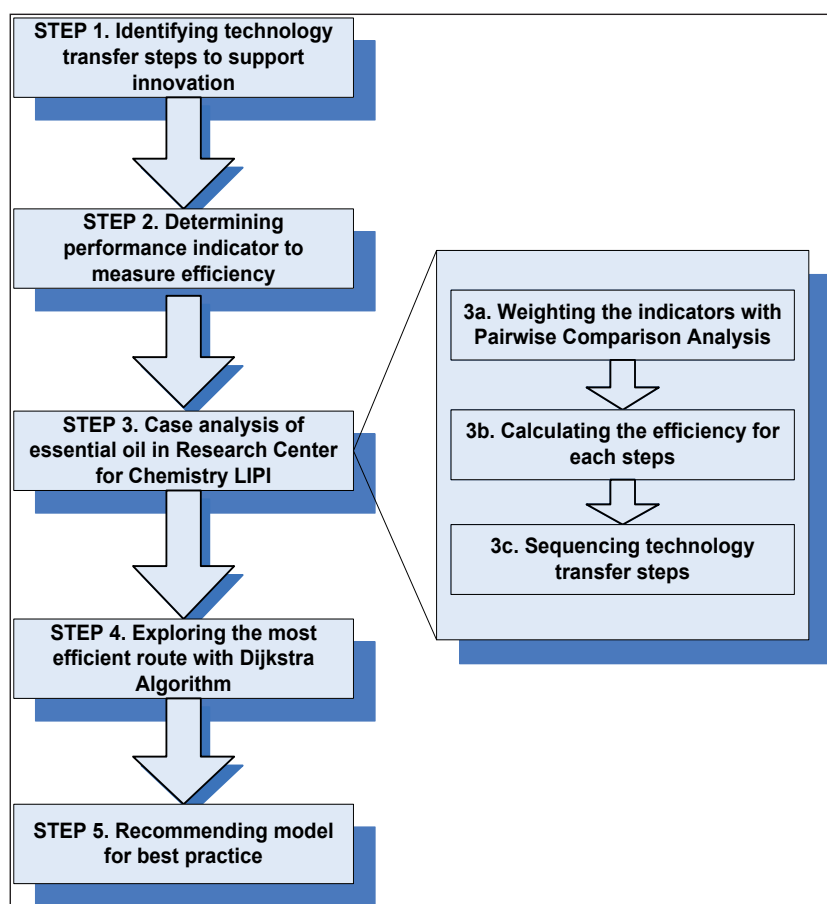 STEP 1. Identifying technology
transfer steps to support
innovation
STEP 2. Determining
performance indicator to
measure efficiency
STEP 3. Case analysis of
essential oil in Research Center
for Chemistry LIPI
3a. Weighting the indicators with
Pairwise Comparison Analysis
3b. Calculating the efficiency for
each steps
3c. Sequencing technology
transfer steps
STEP 4. Exploring the most
efficient route with Dijkstra
Algorithm
STEP 5. Recommending model
for best practice